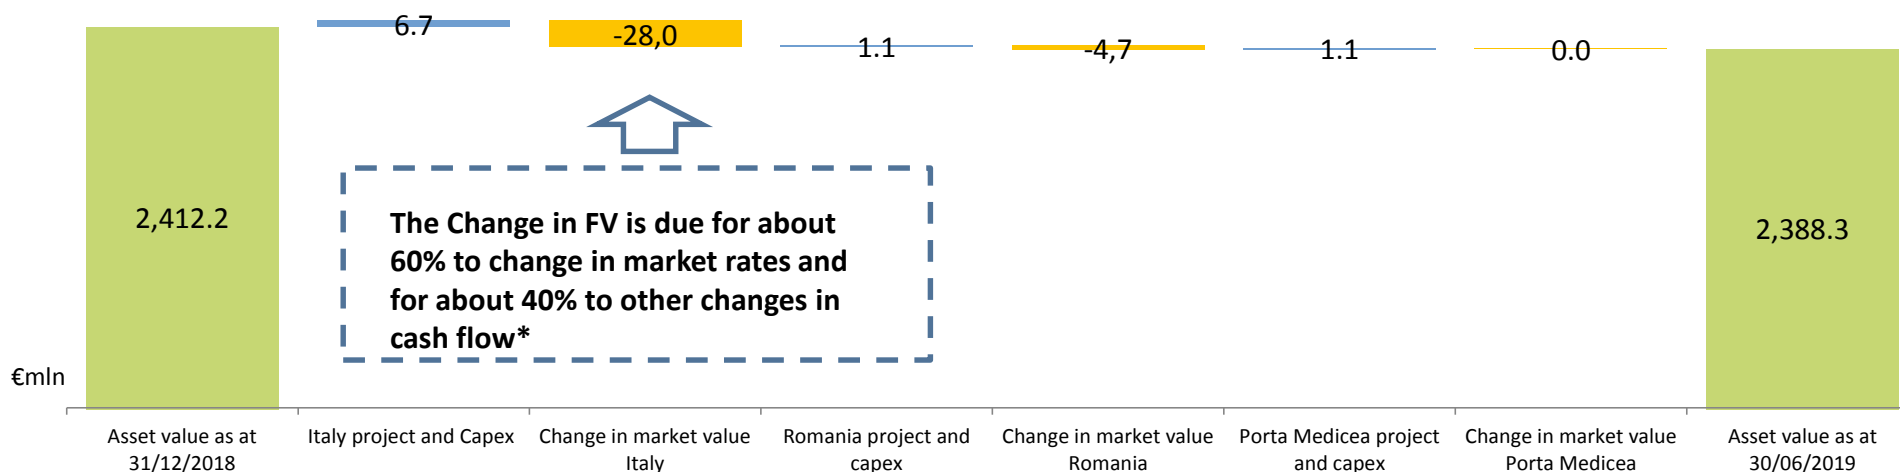 6.7
-28,0
1.1
-4,7
1.1
0.0
2,412.2
2,388.3
The Change in FV is due for about
60% to change in market rates and
for about 40% to other changes in
cash flow*
€mln
Asset value as at
31/12/2018
Italy project and Capex
Change in market value
Italy
Romania project and
capex
Change in market value
Romania
Porta Medicea project
and capex
Change in market value
Porta Medicea
Asset value as at
30/06/2019